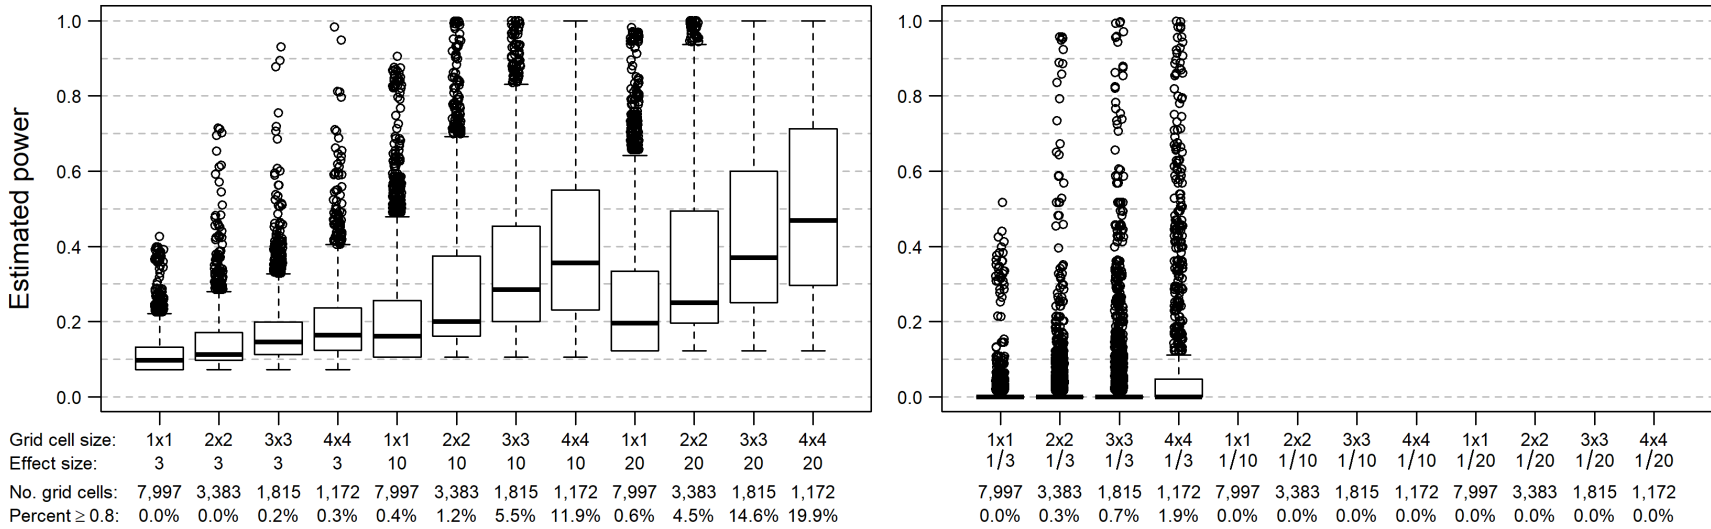 Estimated power
1.0
0.8
0.6
0.4
0.2
0.0
Grid cell size: 1x1 2x2 3x3 4x4 1x1 2x2 3x3 4x4 1x1 2x2 3x3 4x4
Effect size: 3 3 3 3 10 10 10 10 20 20 20 20
No. grid cells: 7,997 3,383 1,815 1,172 7,997 3,383 1,815 1,172 7,997 3,383 1,815 1,172
Percent ≥ 0.8: 0.0% 0.0% 0.2% 0.3% 0.4% 1.2% 5.5% 11.9% 0.6% 4.5% 14.6% 19.9%
1.0
0.8
0.6
0.4
0.2
0.0
1x1 2x2 3x3 4x4 1x1 2x2 3x3 4x4 1x1 2x2 3x3 4x4
1/3 1/3 1/3 1/3 1/10 1/10 1/10 1/10 1/20 1/20 1/20 1/20
7,997 3,383 1,815 1,172 7,997 3,383 1,815 1,172 7,997 3,383 1,815 1,172
0.0% 0.3% 0.7% 1.9% 0.0% 0.0% 0.0% 0.0% 0.0% 0.0% 0.0% 0.0%